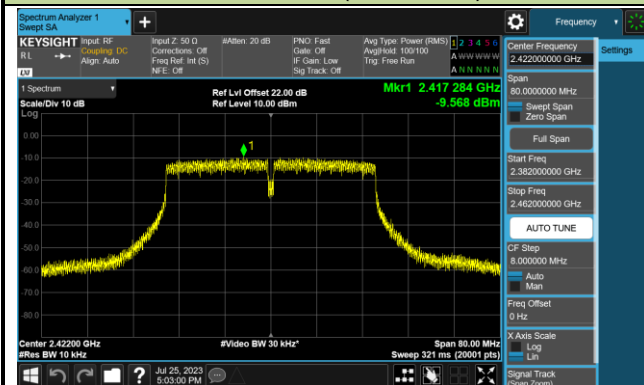 Spectrum Analyzer 1
Swept SA
Frequency
KEYSIGHT
RL
Input: RF
Coupling: DC
Align: Auto
Input Z: 50 Ω
Corrections: Off
Freq Ref: Int (S)
NFE: Off
#Atten: 20 dB
PNO: Fast
Gate: Off
IF Gain: Low
Sig Track: Off
Avg Type: Power (RMS)
Avg|Hold: 100/100
Trig: Free Run
1 2 3 4 5 6
A W W W W W
A N N N N N
LXI
1 Spectrum
Scale/Div 10 dB
Log
Ref Lvl Offset 22.00 dB
Ref Level 10.00 dBm
Mkr1 2.417 284 GHz
-9.568 dBm
1
0.00
-10.0
-20.0
-30.0
-40.0
-50.0
-60.0
-70.0
-80.0
Center 2.42200 GHz
#Res BW 10 kHz
#Video BW 30 kHz*
Span 80.00 MHz
Sweep 321 ms (20001 pts)
Jul 25, 2023
5:03:00 PM
?
Center Frequency
2.422000000 GHz
Span
80.0000000 MHz
Swept Span
Zero Span
Full Span
Start Freq
2.382000000 GHz
Stop Freq
2.462000000 GHz
AUTO TUNE
CF Step
8.000000 MHz
Auto
Man
Freq Offset
0 Hz
X Axis Scale
Log
Lin
Signal Track
(Span Zoom)
Settings